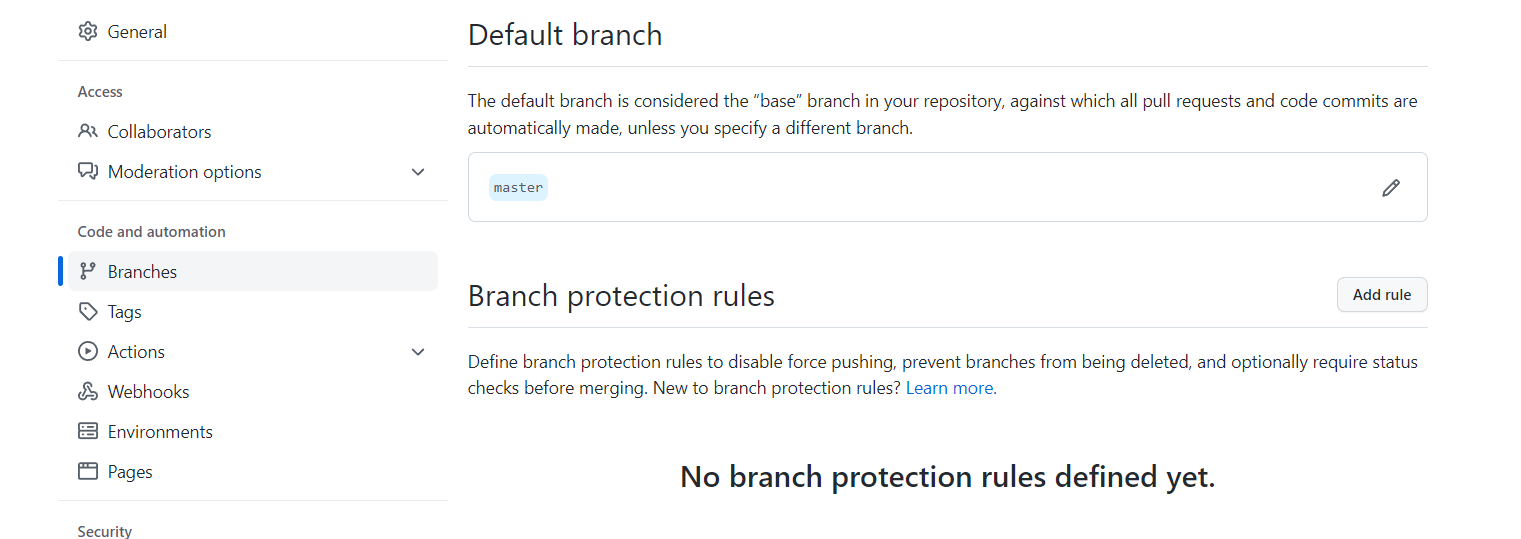 General
Access
Collaborators
Moderation options
Code and automation
Branches
Tags
Actions
Webhooks
Environments
Pages
Security
Default branch
The default branch is considered the “base” branch in your repository, against which all pull requests and code commits are
automatically made, unless you specify a different branch.
master
Branch protection rules
Add rule
Define branch protection rules to disable force pushing, prevent branches from being deleted, and optionally require status
checks before merging. New to branch protection rules? Learn more.
No branch protection rules defined yet.